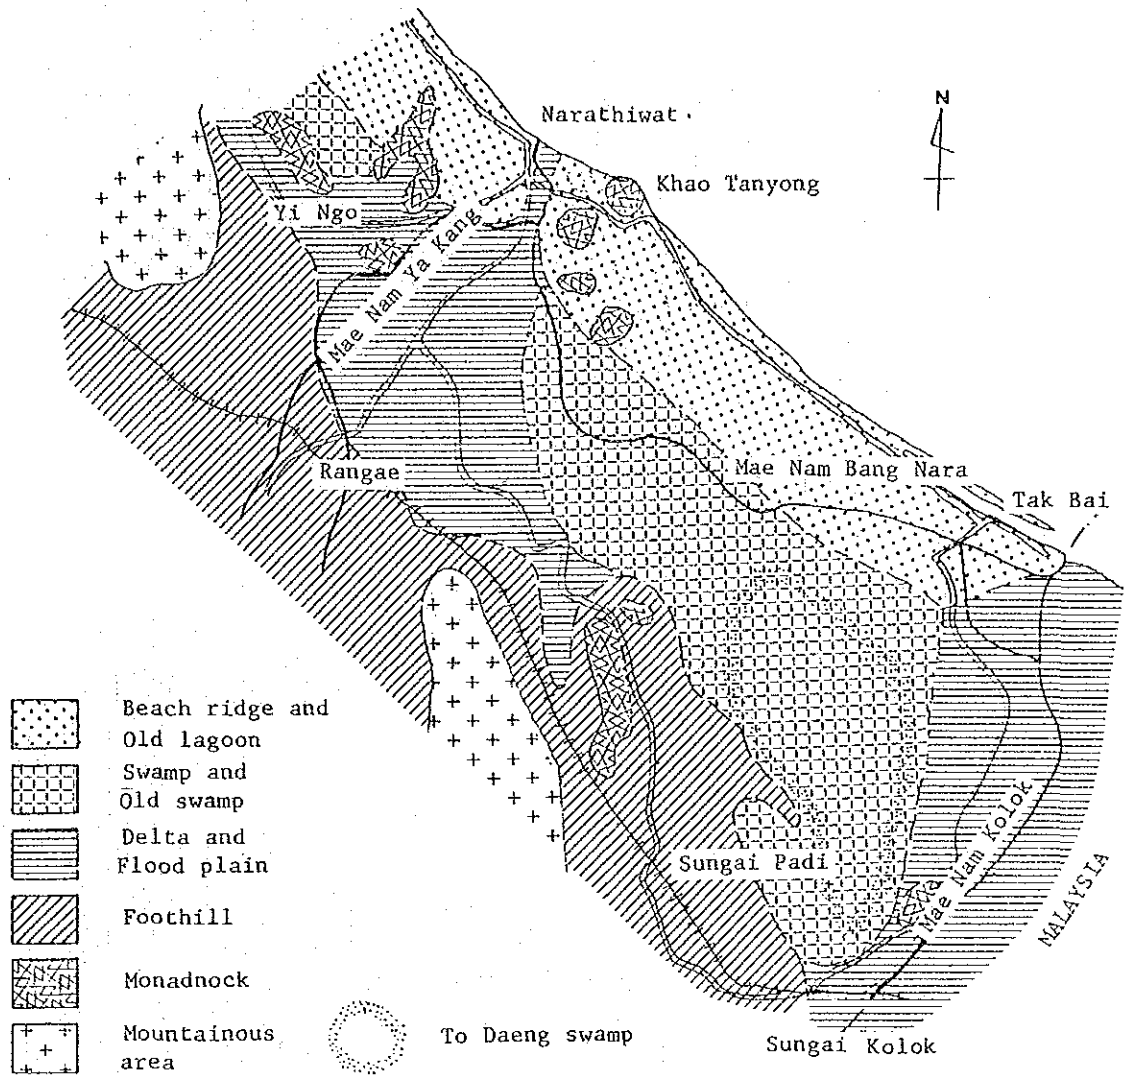 N
Narathiwat
Khao Tanyong
Yi Ngo
Mae Nam Ya Kang
Rangae
Mae Nam Bang Nara
Tak Bai
Sungai Padi
Mae Nam Kolok
MALAYSIA
Sungai Kolok
Beach ridge and
Old lagoon
Swamp and
Old swamp
Delta and
Flood plain
Foothill
Monadnock
Mountainous
area
To Daeng swamp